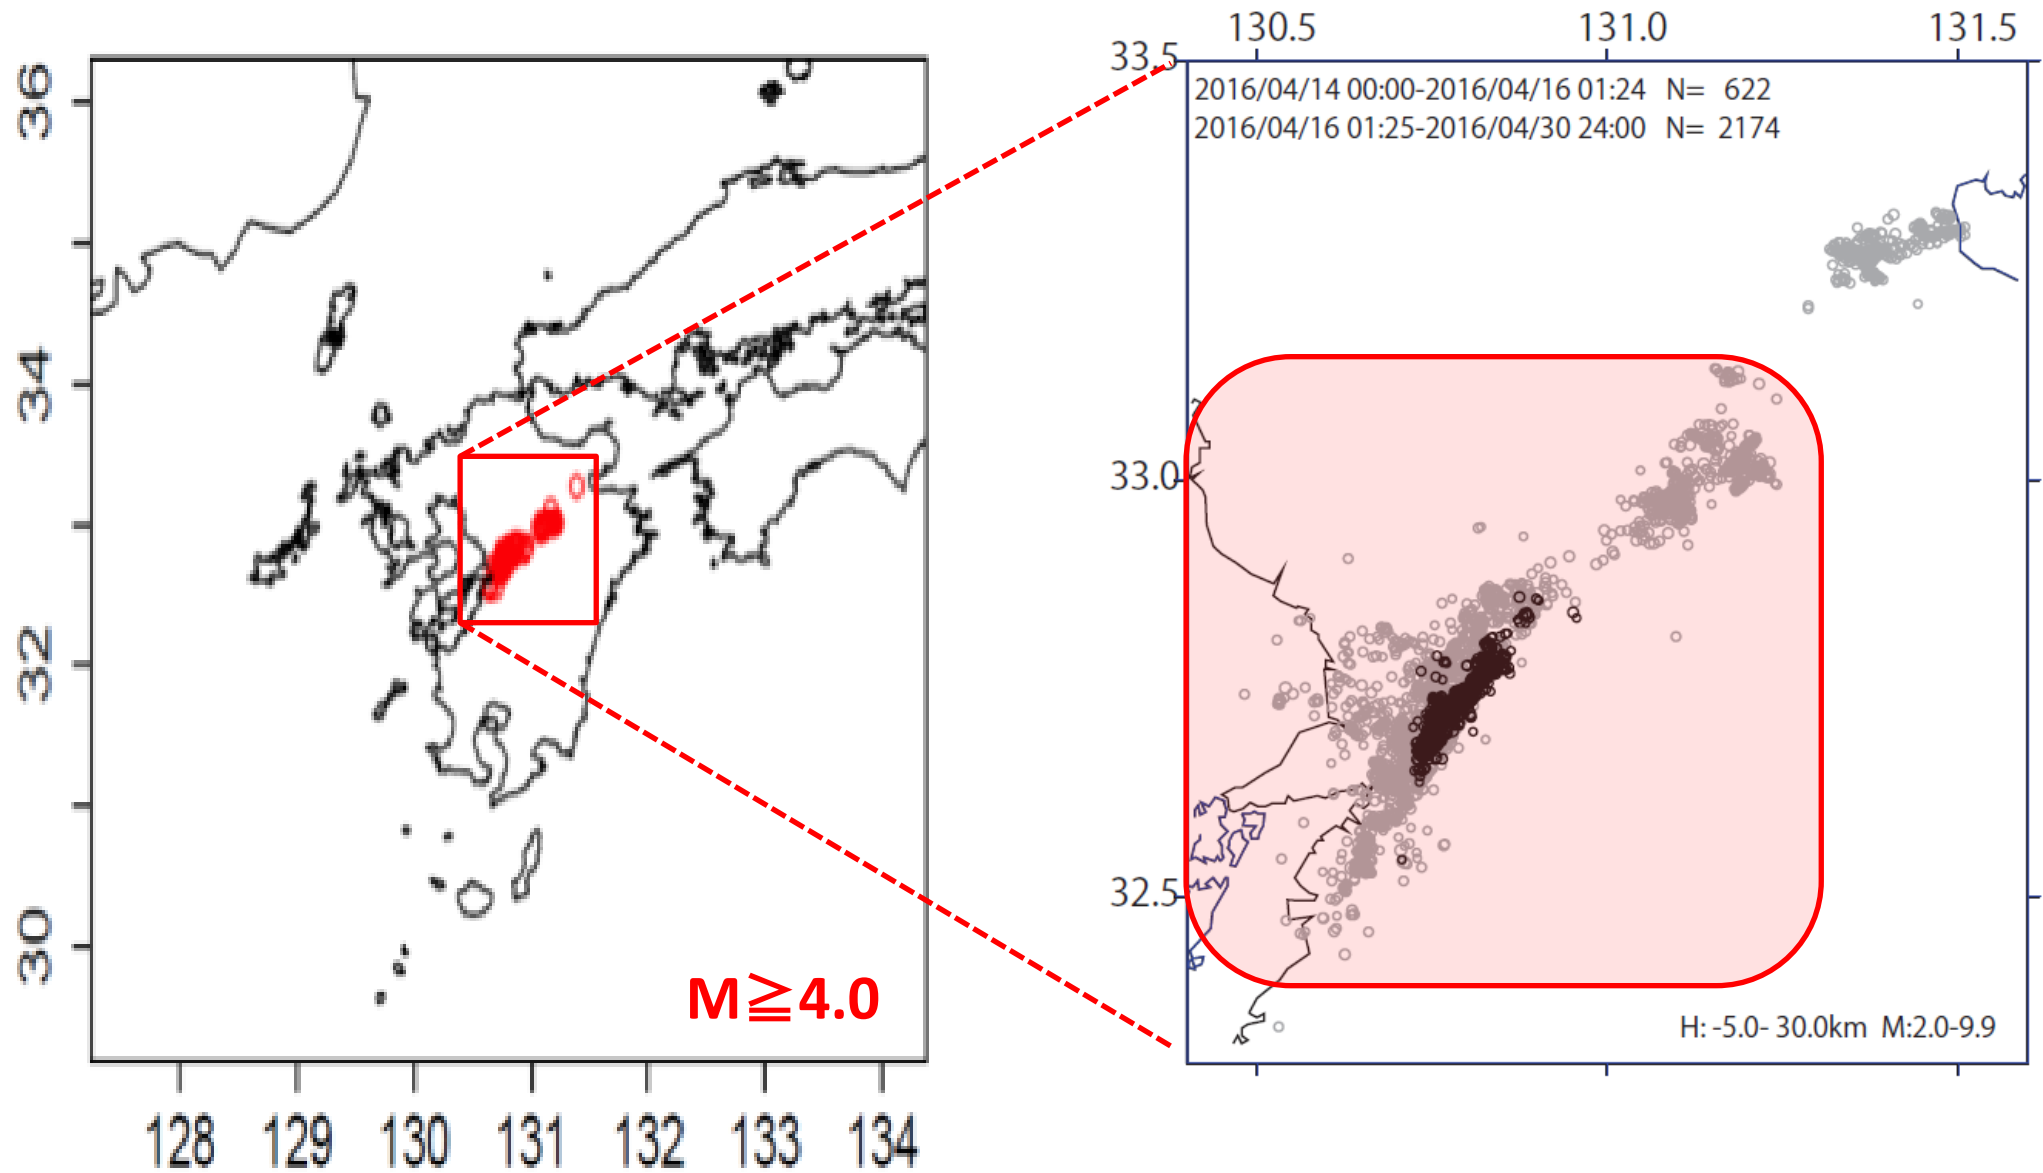 36
34
32
30
128 129 130 131 132 133 134
M≧4.0
130.5 131.0 131.5
33.5
33.0
32.5
2016/04/14 00:00-2016/04/16 01:24 N= 622
2016/04/16 01:25-2016/04/30 24:00 N= 2174
H: -5.0- 30.0km M:2.0-9.9